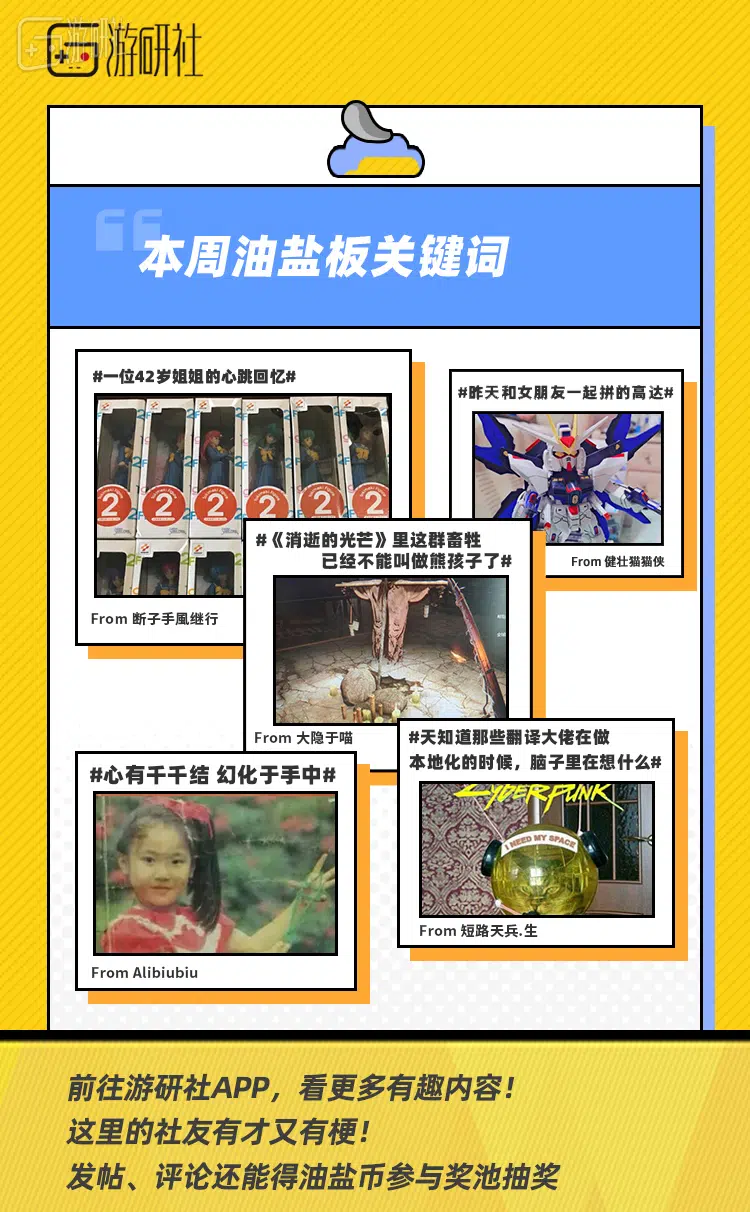 游研社
本周油盐板关键词
#一位42岁姐姐的心跳回忆#
2 2 2 2 2 2
From 断子手風继行
#昨天和女朋友一起拼的高达#
From 健壮猫猫侠
#《消逝的光芒》里这群畜牲
已经不能叫做熊孩子了#
From 大隐于喵
#天知道那些翻译大佬在做
本地化的时候，脑子里在想什么#
CYBERPUNK
I NEED MY SPACE
From 短路天兵.生
#心有千千结 幻化于手中#
From Alibiubiu
前往游研社APP，看更多有趣内容！
这里的社友有才又有梗！
发帖、评论还能得油盐币参与奖池抽奖